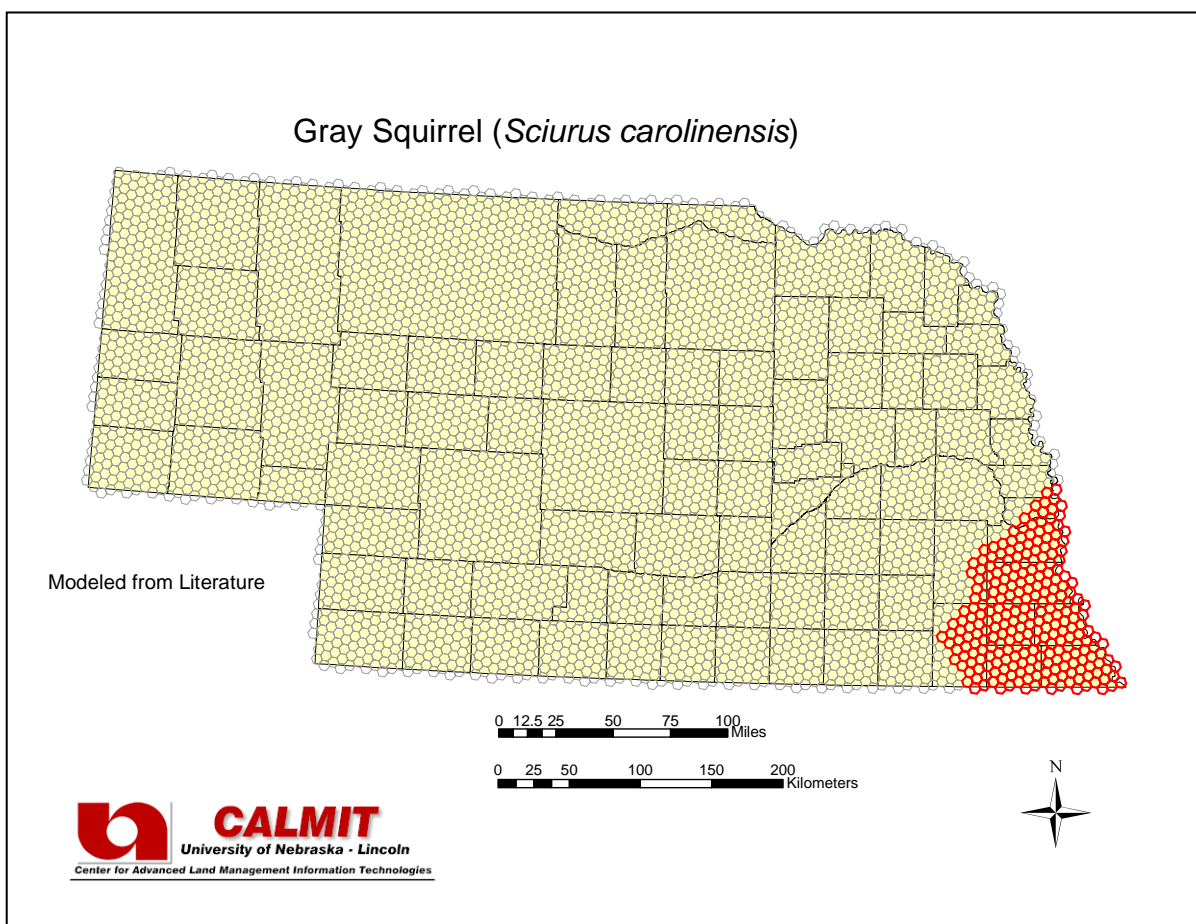 Gray Squirrel (Sciurus carolinensis)
Modeled from Literature
0 12.5 25 50 75 100
Miles
0 25 50 100 150 200
Kilometers
N
CALMIT
University of Nebraska - Lincoln
Center for Advanced Land Management Information Technologies